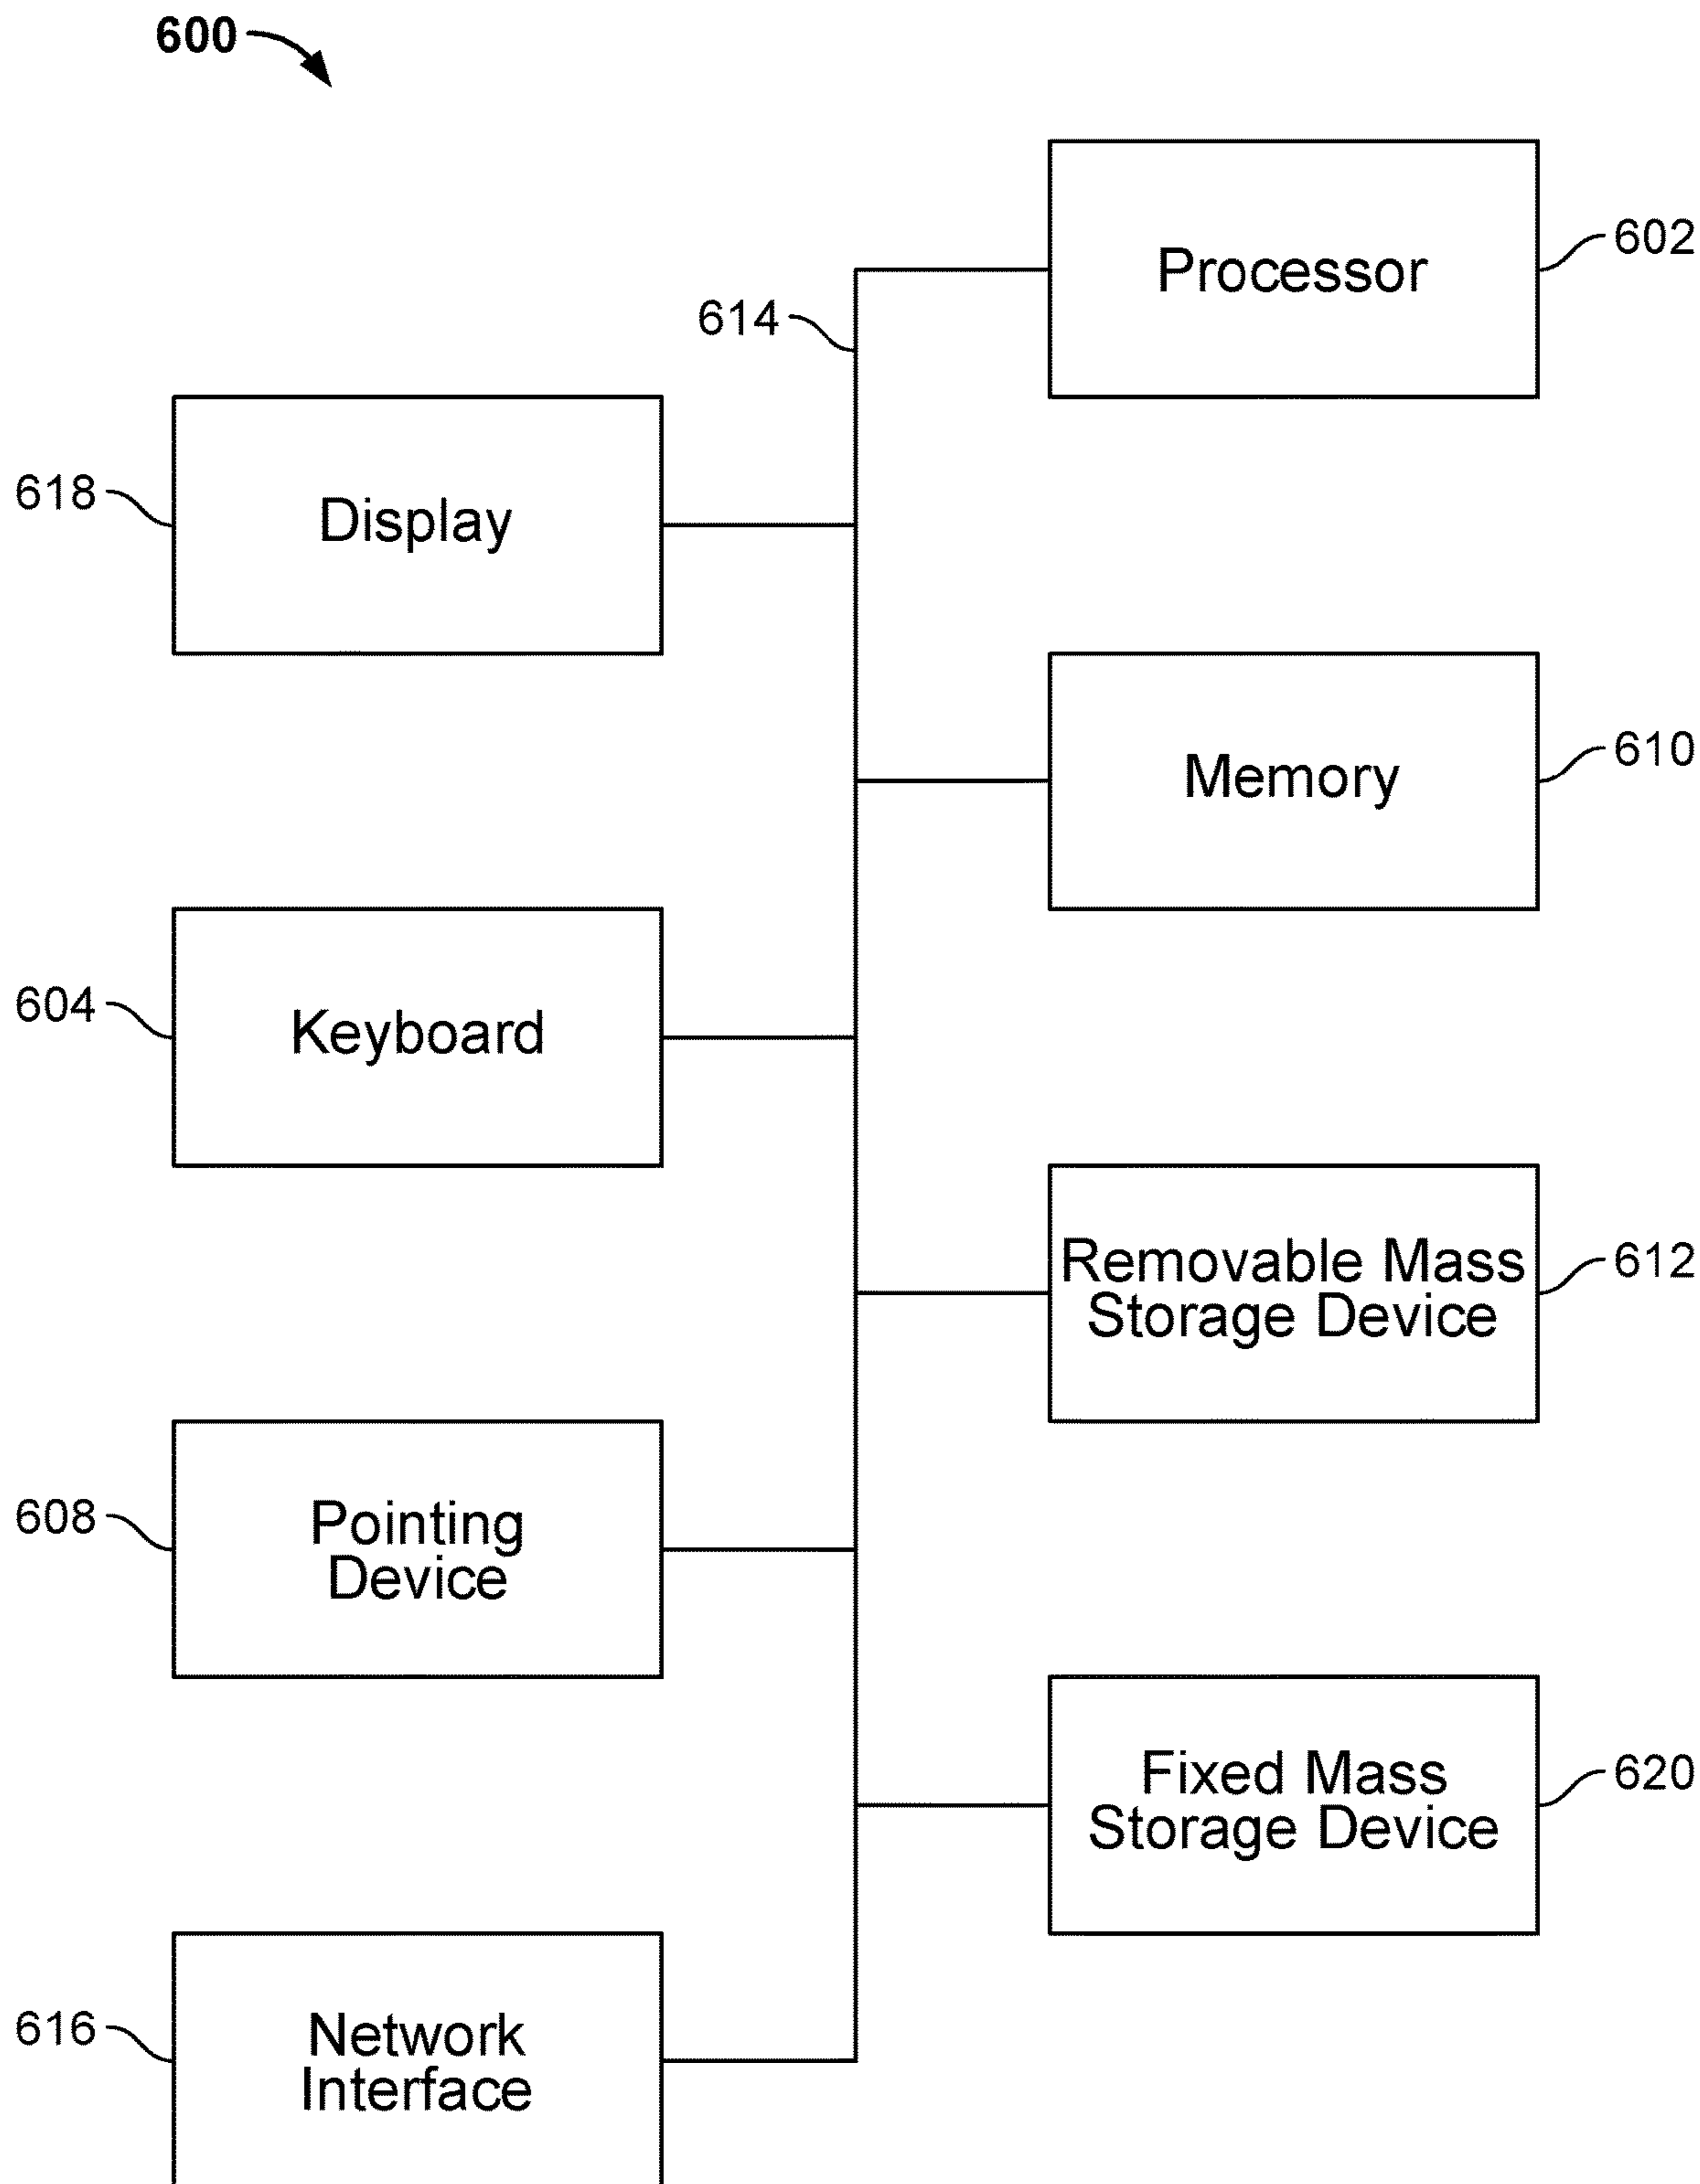 600
Processor
602
614
618
Display
Memory
610
604
Keyboard
Removable Mass
Storage Device
612
608
Pointing
Device
Fixed Mass
Storage Device
620
616
Network
Interface